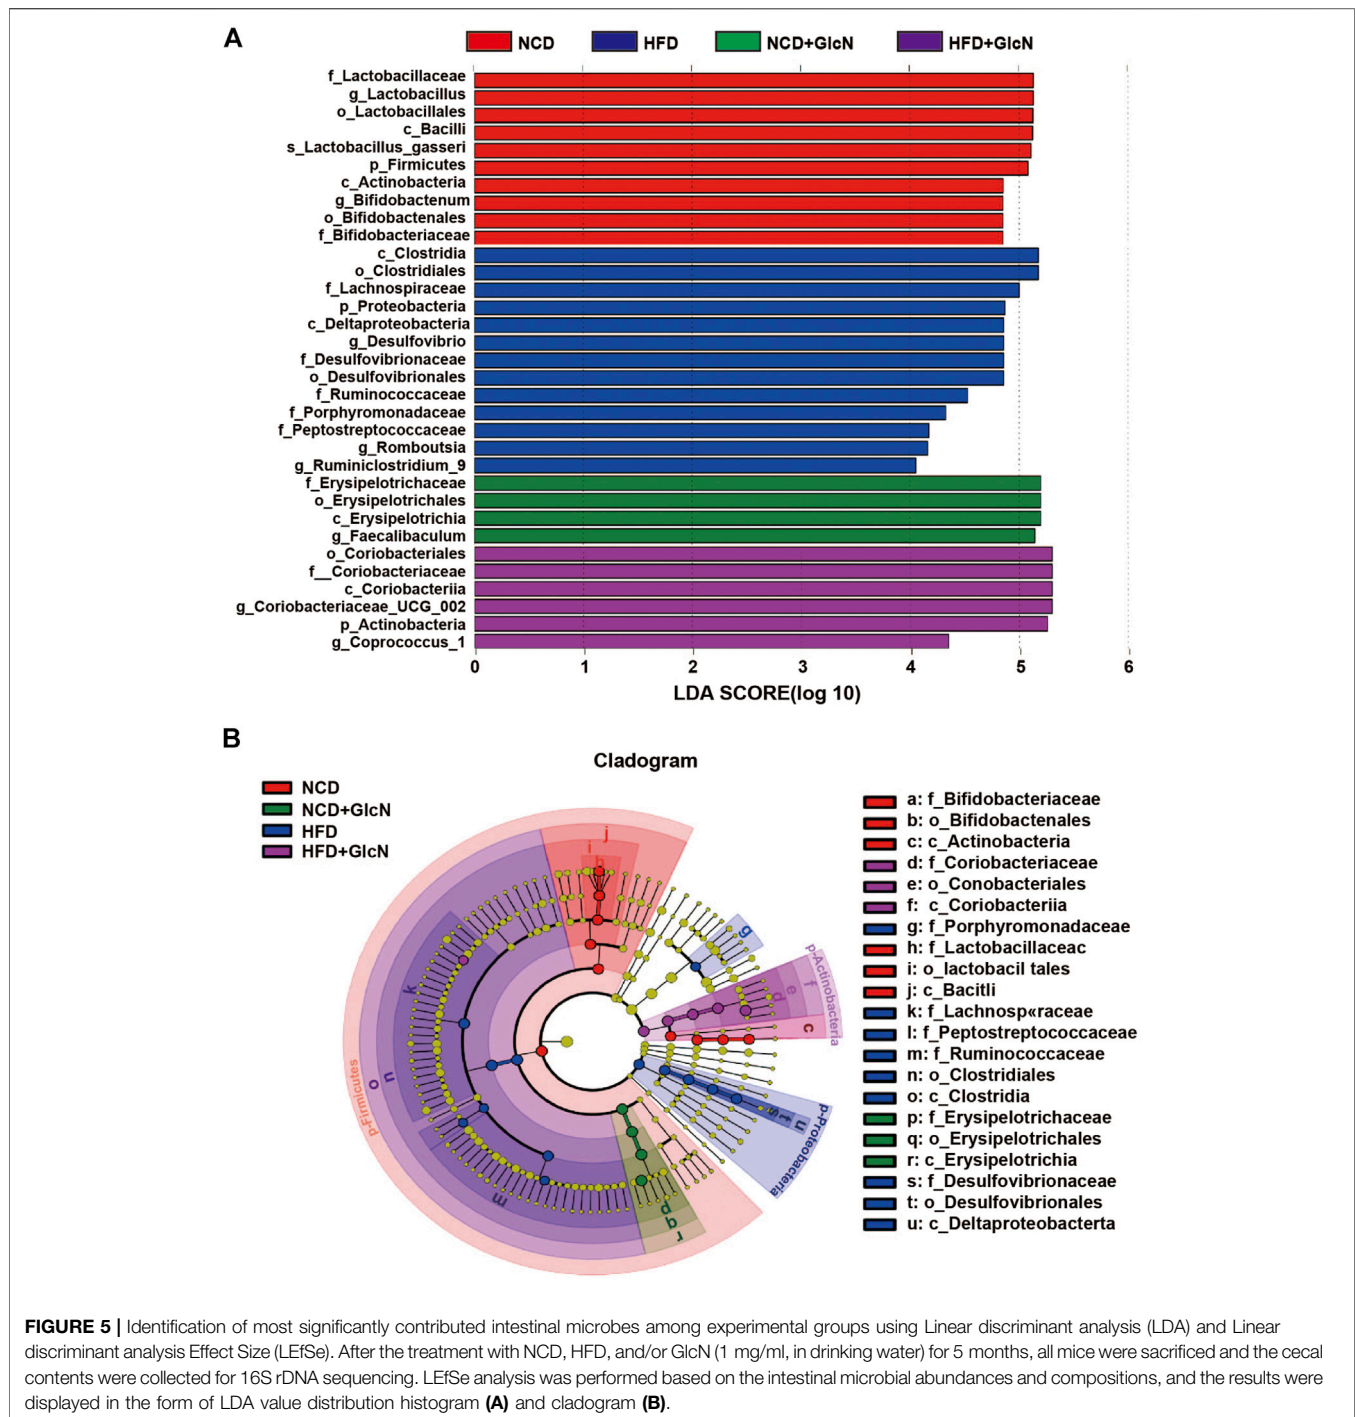 A
NCD HFD NCD+GlcN HFD+GlcN
f_Lactobacillaceae
g_Lactobacillus
o_Lactobacillales
c_Bacilli
s_Lactobacillus_gasseri
p_Firmicutes
c_Actinobacteria
g_Bifidobactenum
o_Bifidobactenales
f_Bifidobacteriaceae
c_Clostridia
o_Clostridiales
f_Lachnospiraceae
p_Proteobacteria
c_Deltaproteobacteria
g_Desulfovibrio
f_Desulfovibrionaceae
o_Desulfovibrionales
f_Ruminococcaceae
f_Porphyromonadaceae
f_Peptostreptococcaceae
g_Romboutsia
g_Ruminiclostridium_9
f_Erysipelotrichaceae
o_Erysipelotrichales
c_Erysipelotrichia
g_Faecalibaculum
o_Coriobacteriales
f__Coriobacteriaceae
c_Coriobacteriia
g_Coriobacteriaceae_UCG_002
p_Actinobacteria
g_Coprococcus_1
0 1 2 3 4 5 6
LDA SCORE(log 10)
B
Cladogram
NCD
NCD+GlcN
HFD
HFD+GlcN
j
i
h
g
p-Actinobacteria
f
e
d
c
k
n
o
p-Firmicutes
m
s
t
u
p-Proteobacteria
p
q
r
a: f_Bifidobacteriaceae
b: o_Bifidobactenales
c: c_Actinobacteria
d: f_Coriobacteriaceae
e: o_Conobacteriales
f: c_Coriobacteriia
g: f_Porphyromonadaceae
h: f_Lactobacillaceac
i: o_lactobacil tales
j: c_Bacitli
k: f_Lachnosp«raceae
l: f_Peptostreptococcaceae
m: f_Ruminococcaceae
n: o_Clostridiales
o: c_Clostridia
p: f_Erysipelotrichaceae
q: o_Erysipelotrichales
r: c_Erysipelotrichia
s: f_Desulfovibrionaceae
t: o_Desulfovibrionales
u: c_Deltaproteobacterta
FIGURE 5 | Identification of most significantly contributed intestinal microbes among experimental groups using Linear discriminant analysis (LDA) and Linear
discriminant analysis Effect Size (LEfSe). After the treatment with NCD, HFD, and/or GlcN (1 mg/ml, in drinking water) for 5 months, all mice were sacrificed and the cecal
contents were collected for 16S rDNA sequencing. LEfSe analysis was performed based on the intestinal microbial abundances and compositions, and the results were
displayed in the form of LDA value distribution histogram (A) and cladogram (B).